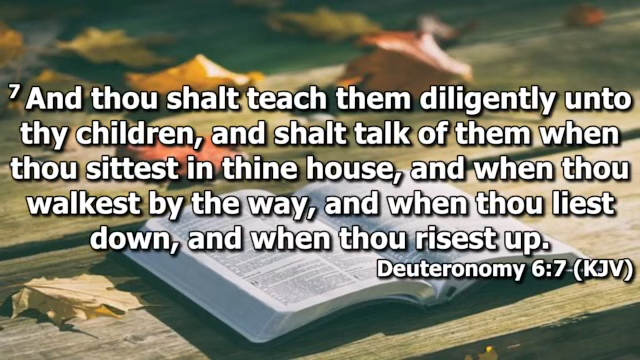 7 And thou shalt teach them diligently unto
thy children, and shalt talk of them when
thou sittest in thine house, and when thou
walkest by the way, and when thou liest
down, and when thou risest up.
Deuteronomy 6:7 (KJV)